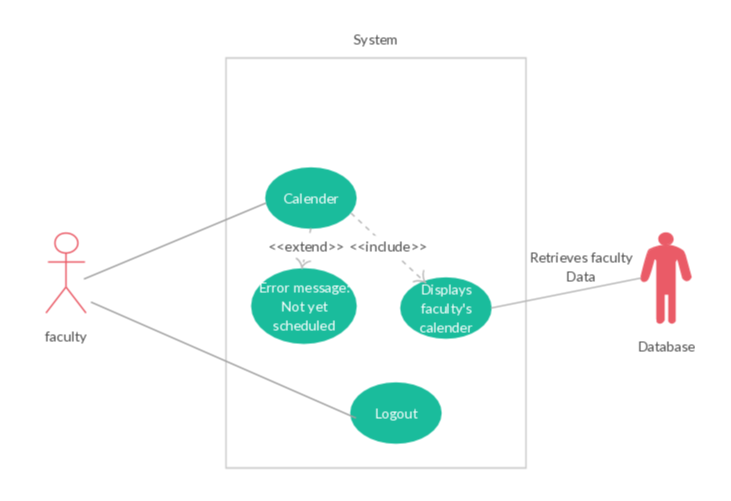 System
Calender
<<extend>> <<include>>
Error message:
Not yet
scheduled
Displays
faculty's
calender
Retrieves faculty
Data
faculty
Database
Logout